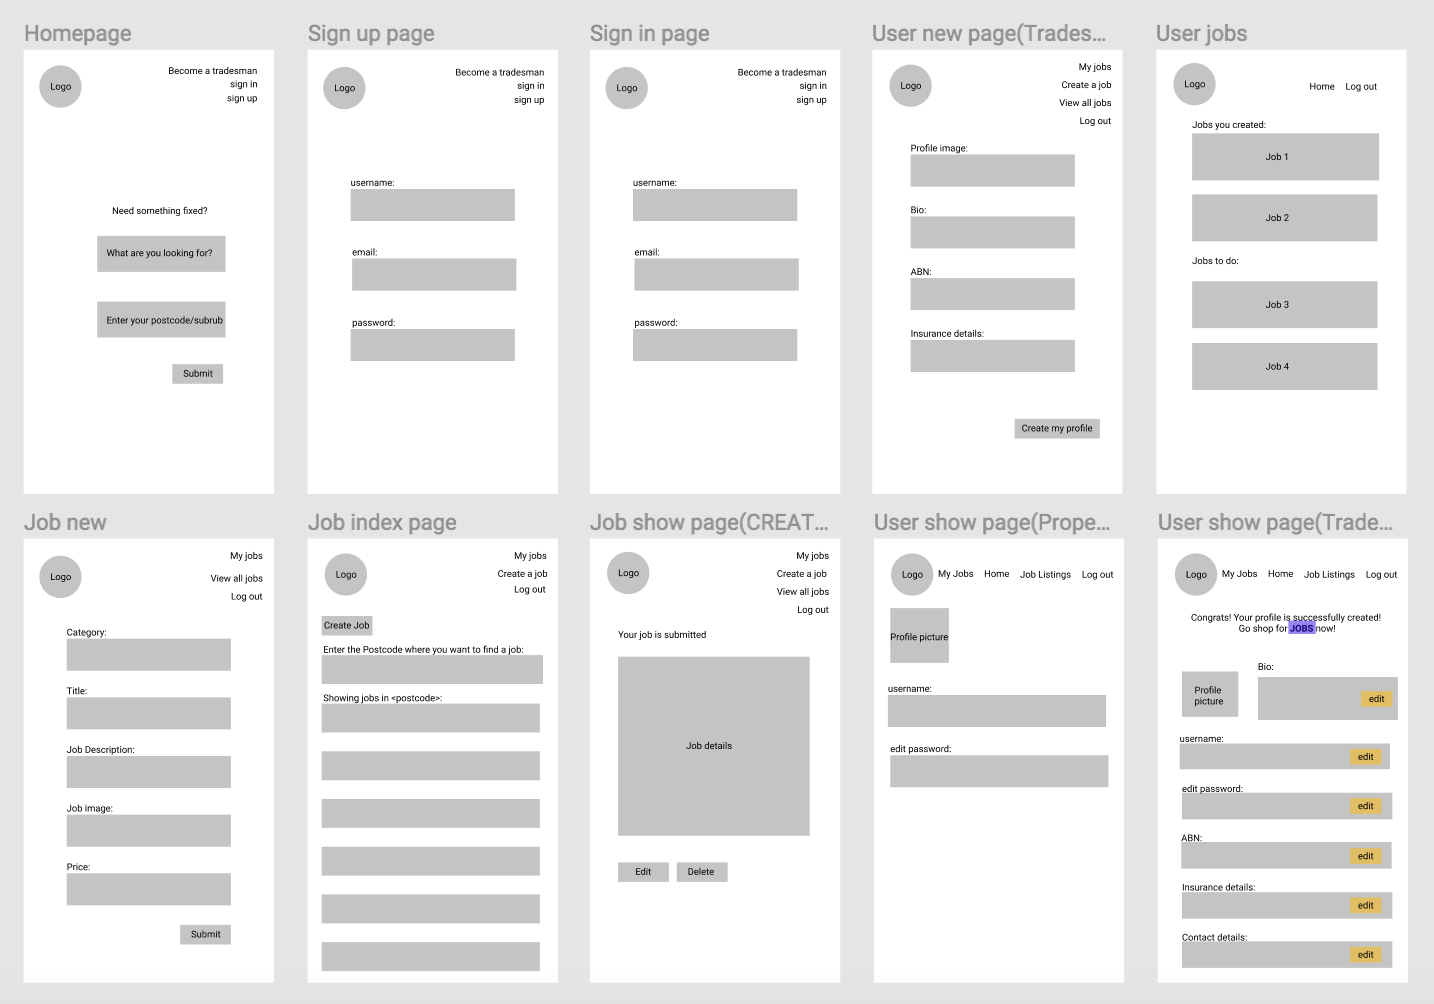 Homepage
Logo
Become a tradesman
sign in
sign up
Need something fixed?
What are you looking for?
Enter your postcode/subrub
Submit
Sign up page
Logo
Become a tradesman
sign in
sign up
username:
email:
password:
Sign in page
Logo
Become a tradesman
sign in
sign up
username:
email:
password:
User new page(Trades...
Logo
My jobs
Create a job
View all jobs
Log out
Profile image:
Bio:
ABN:
Insurance details:
Create my profile
User jobs
Logo
Home Log out
Jobs you created:
Job 1
Job 2
Jobs to do:
Job 3
Job 4
Job new
Logo
My jobs
View all jobs
Log out
Category:
Title:
Job Description:
Job image:
Price:
Submit
Job index page
Logo
My jobs
Create a job
Log out
Create Job
Enter the Postcode where you want to find a job:
Showing jobs in <postcode>:
Job show page(CREAT...
Logo
My jobs
Create a job
View all jobs
Log out
Your job is submitted
Job details
Edit Delete
User show page(Prope...
Logo My Jobs Home Job Listings Log out
Profile picture
username:
edit password:
User show page(Trade...
Logo My Jobs Home Job Listings Log out
Congrats! Your profile is successfully created!
Go shop for JOBS now!
Profile
picture
Bio:
edit
username:
edit
edit password:
edit
ABN:
edit
Insurance details:
edit
Contact details:
edit